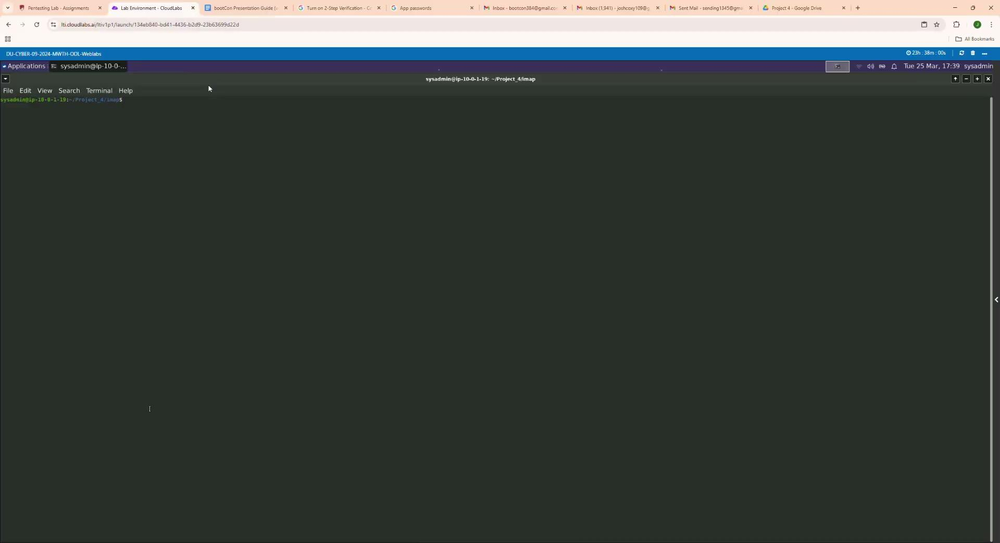 Pentesting Lab - Assignments
Lab Environment - CloudLabs
bootCon Presentation Guide (v
Turn on 2-Step Verification - Co
App passwords
Inbox - bootcon384@gmail.co
Inbox (1,941) - joshcoxy109@g
Sent Mail - sending1345@gma
Project 4 - Google Drive
lti.cloudlabs.ai/ltiv1p1/launch/134eb840-bd41-4436-b2d9-23b63699d22d
J
All Bookmarks
DU-CYBER-09-2024-MWTH-ODL-Weblabs
23h : 38m : 00s
Applications
sysadmin@ip-10-0-...
Tue 25 Mar, 17:39 sysadmin
sysadmin@ip-10-0-1-19: ~/Project_4/imap
File Edit View Search Terminal Help
sysadmin@ip-10-0-1-19:~/Project_4/imap$